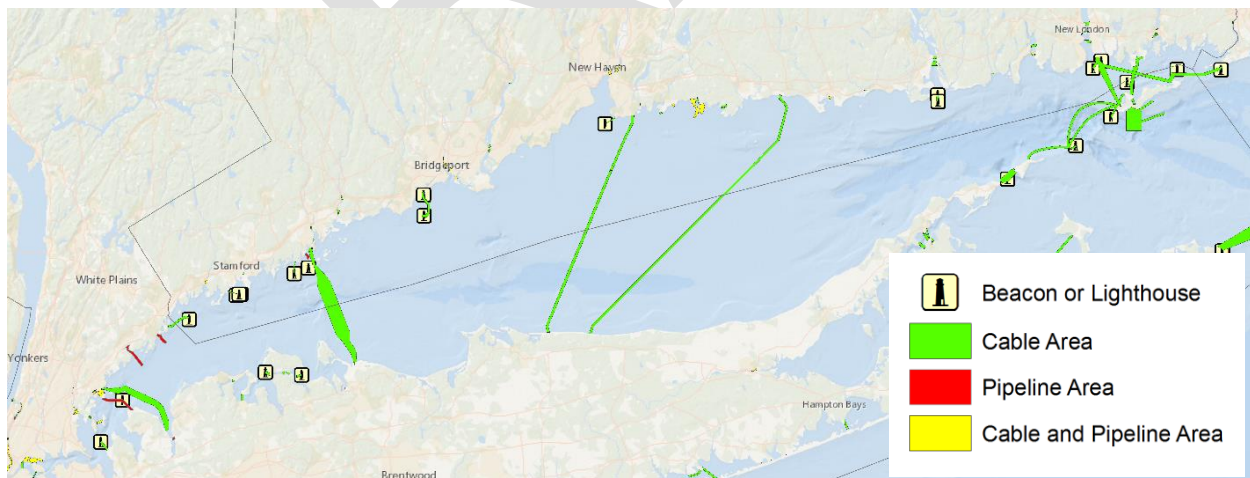 New London
New Haven
Bridgeport
Stamford
White Plains
Yonkers
Hampton Bays
Brentwood
Beacon or Lighthouse
Cable Area
Pipeline Area
Cable and Pipeline Area